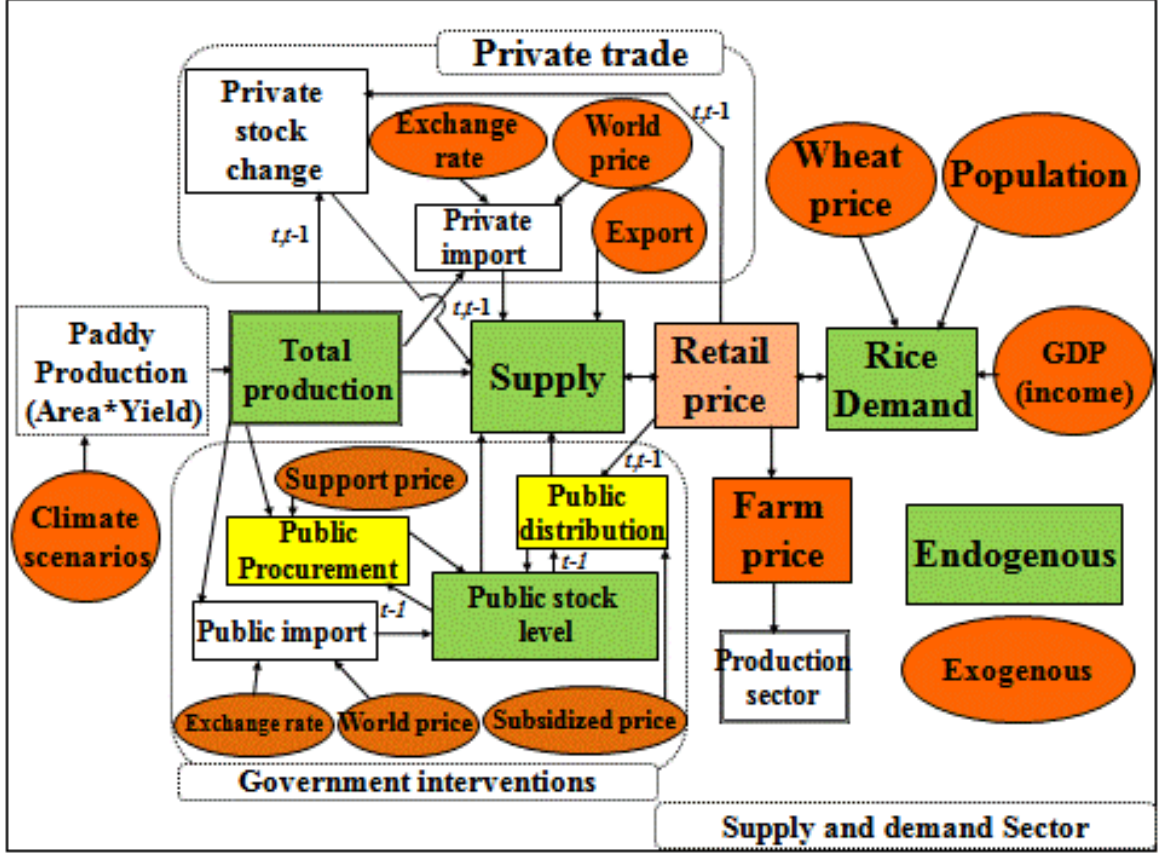 Private trade
Private
stock
change
t,t-1
Exchange
rate
World
price
Private
import
Export
t,t-1
Wheat
price
Population
t,t-1
Paddy
Production
(Area*Yield)
Total
production
Supply
Retail
price
Rice
Demand
GDP
(income)
Climate
scenarios
Support price
Public
Procurement
t,t-1
Public
distribution
t-1
Farm
price
Endogenous
Public import
t-1
Public stock
level
Production
sector
Exogenous
Exchange rate
World price
Subsidized price
Government interventions
Supply and demand Sector